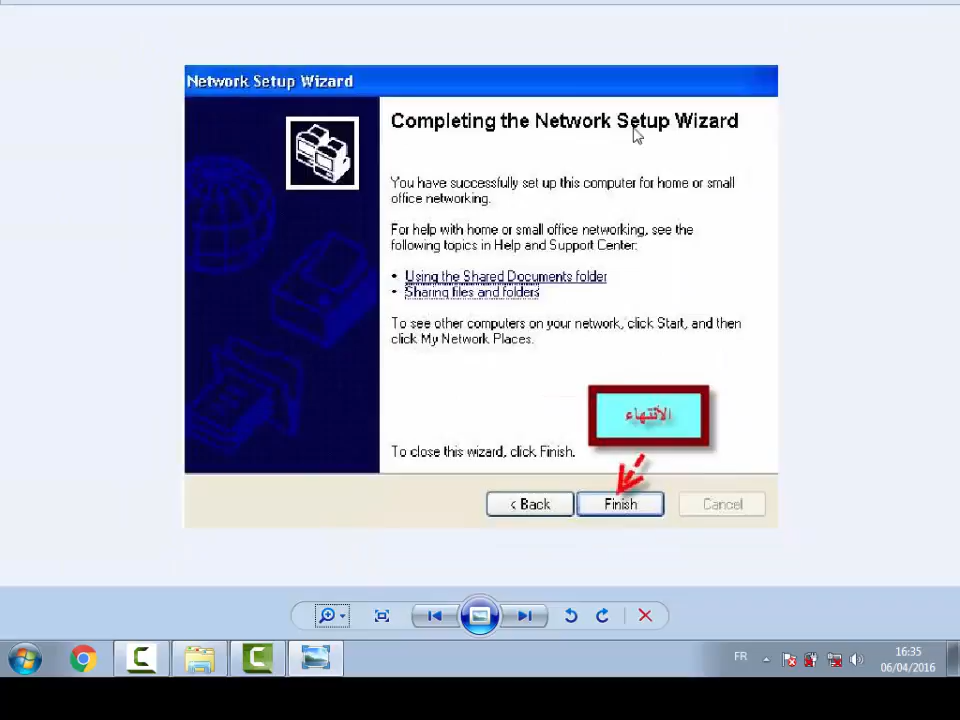 Network Setup Wizard
Completing the Network Setup Wizard
You have successfully set up this computer for home or small
office networking.
For help with home or small office networking, see the
following topics in Help and Support Center:
• Using the Shared Documents folder
• Sharing files and folders
To see other computers on your network, click Start, and then
click My Network Places.
الأنتهاء
To close this wizard, click Finish.
< Back
Finish
Cancel
FR
16:35
06/04/2016